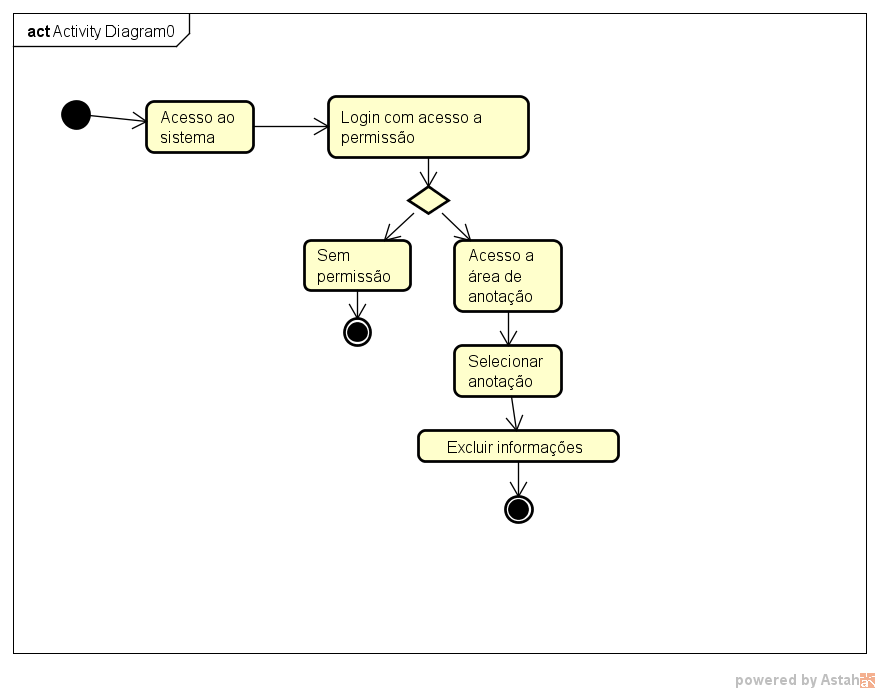 act Activity Diagram0
Acesso ao
sistema
Login com acesso a
permissão
Sem
permissão
Acesso a
área de
anotação
Selecionar
anotação
Excluir informações
powered by Astah